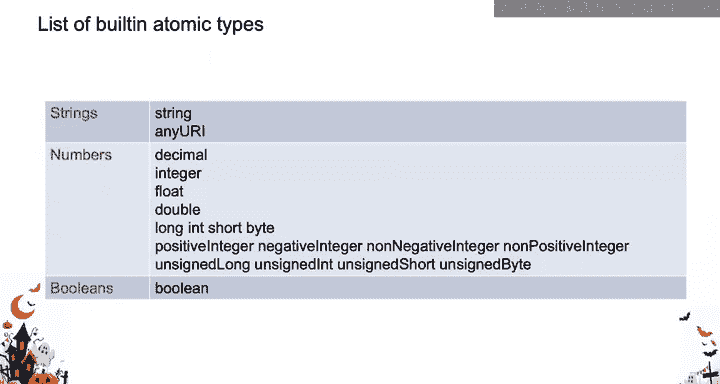 List of builtin atomic types
Strings
string
anyURI
Numbers
decimal
integer
float
double
long int short byte
positiveInteger negativeInteger nonNegativeInteger nonPositiveInteger
unsignedLong unsignedInt unsignedShort unsignedByte
Booleans
boolean